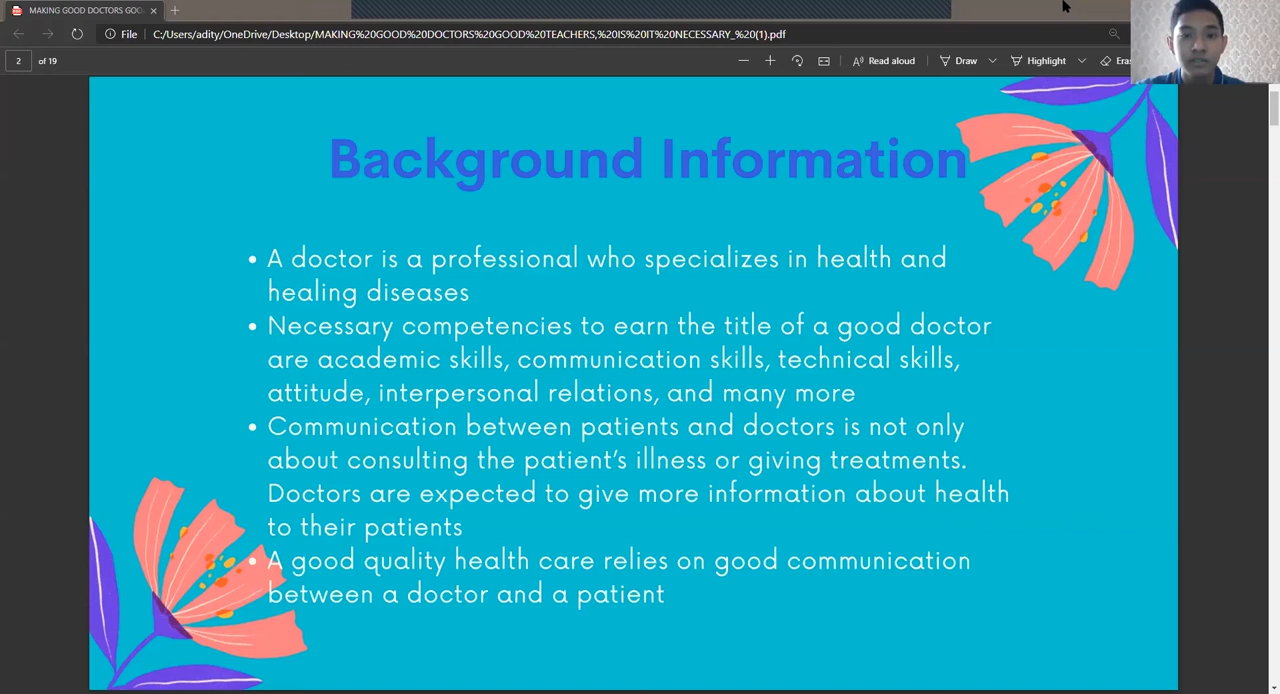 MAKING GOOD DOCTORS GOO
File
C:/Users/adity/OneDrive/Desktop/MAKING%20GOOD%20DOCTORS%20GOOD%20TEACHERS,%20IS%20IT%20NECESSARY_%20(1).pdf
2 of 19
Read aloud
Draw
Highlight
Eras
Background Information
• A doctor is a professional who specializes in health and
healing diseases
• Necessary competencies to earn the title of a good doctor
are academic skills, communication skills, technical skills,
attitude, interpersonal relations, and many more
• Communication between patients and doctors is not only
about consulting the patient's illness or giving treatments.
Doctors are expected to give more information about health
to their patients
• A good quality health care relies on good communication
between a doctor and a patient